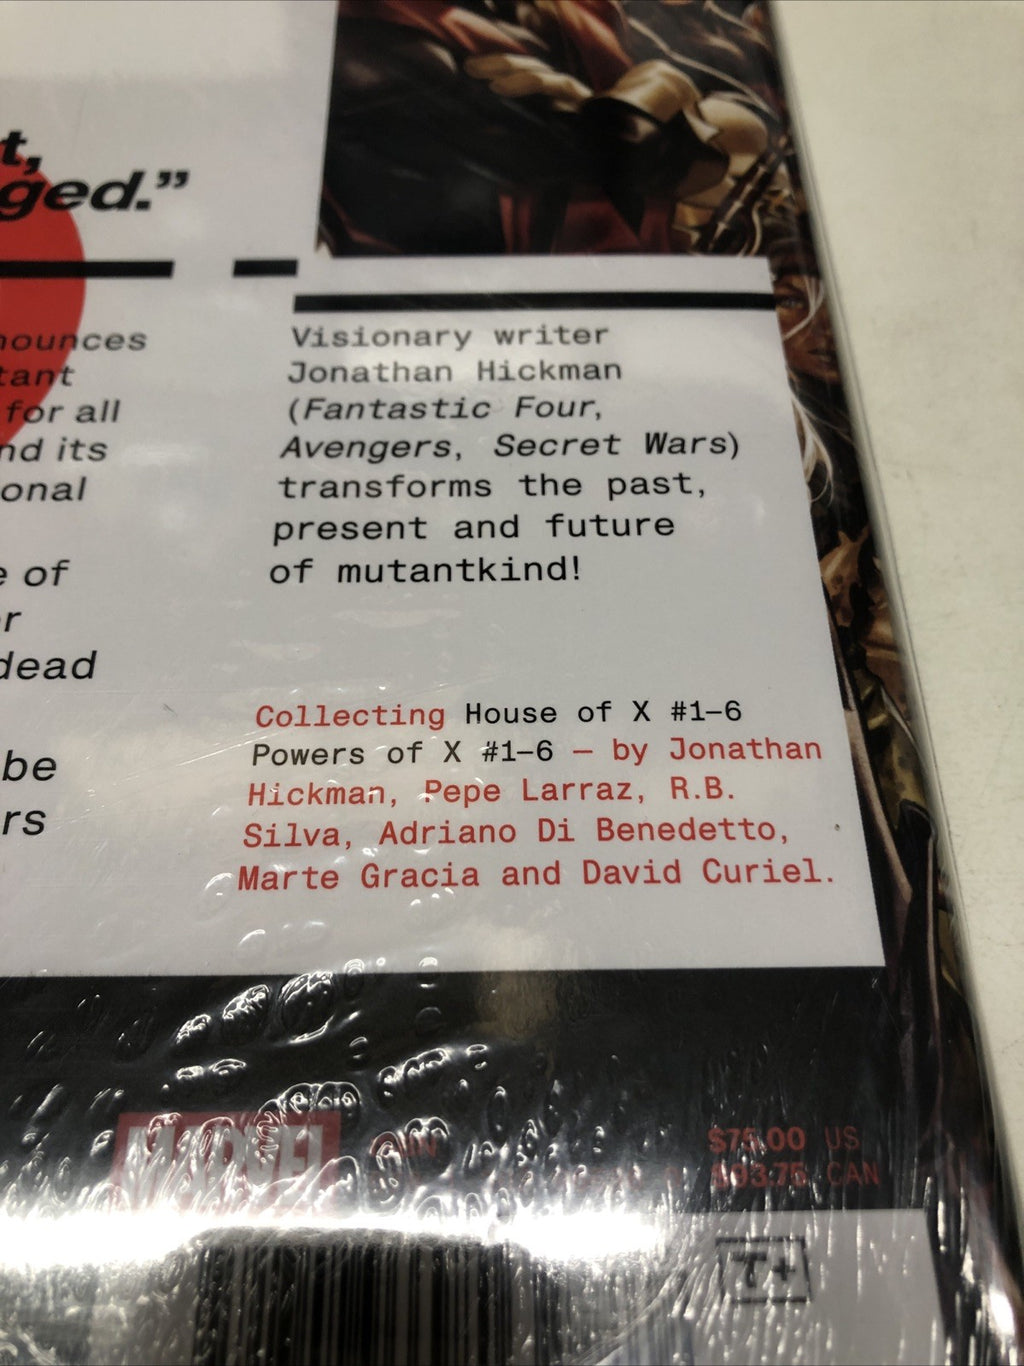 t,
ged.”
nounces
tant
for all
nd its
onal
e of
r
dead
be
rs
Visionary writer
Jonathan Hickman
(Fantastic Four,
Avengers, Secret Wars)
transforms the past,
present and future
of mutantkind!
Collecting House of X #1–6
Powers of X #1–6 — by Jonathan
Hickman, Pepe Larraz, R.B.
Silva, Adriano Di Benedetto,
Marte Gracia and David Curiel.
MARVEL
$75.00 US
$93.75 CAN
T+